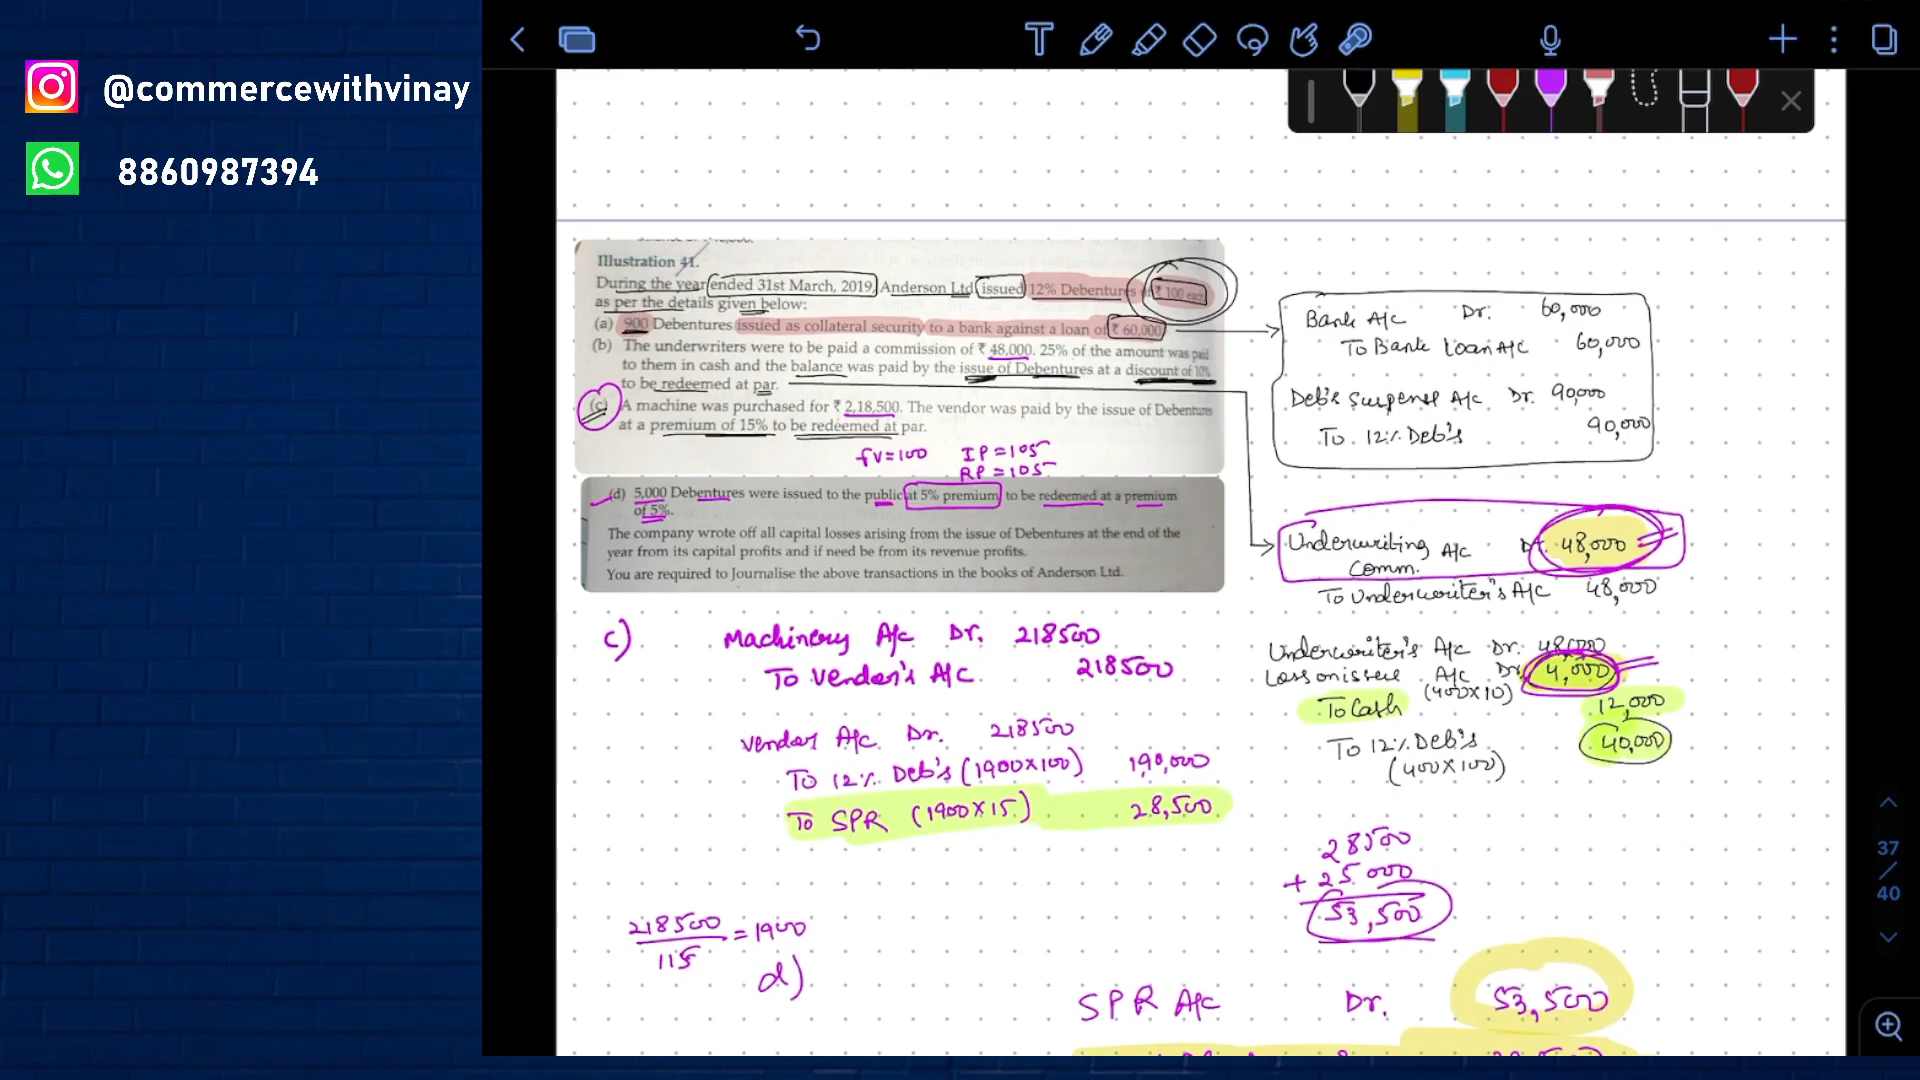 @commercewithvinay
8860987394
Illustration 41.
During the year ended 31st March, 2019, Anderson Ltd issued 12% Debentures of ₹ 100 each
as per the details given below:
(a) 900 Debentures issued as collateral security to a bank against a loan of ₹ 60,000
(b) The underwriters were to be paid a commission of ₹ 48,000. 25% of the amount was paid
to them in cash and the balance was paid by the issue of Debentures at a discount of 10%
to be redeemed at par.
(c) A machine was purchased for ₹ 2,18,500. The vendor was paid by the issue of Debentures
at a premium of 15% to be redeemed at par.
fv=100 IP=105
RP=105
(d) 5,000 Debentures were issued to the public at 5% premium to be redeemed at a premium
of 5%.
The company wrote off all capital losses arising from the issue of Debentures at the end of the
year from its capital profits and if need be from its revenue profits.
You are required to Journalise the above transactions in the books of Anderson Ltd.
Bank A/c Dr. 60,000
To Bank Loan A/c 60,000
Deb's Suspense A/c Dr. 90,000
To 12% Deb's 90,000
Underwriting A/c Dr. 48,000
Comm.
To Underwriter's A/c 48,000
Underwriter's A/c Dr. 48,000
Loss on issue A/c Dr. 4,000
(400x10)
To Cash 12,000
To 12% Deb's 40,000
(400x100)
c) Machinery A/c Dr. 218500
To Vendor's A/c 218500
Vendor A/c Dr. 218500
To 12% Deb's (1900x100) 1,90,000
To SPR (1900x15) 28,500
28500
+ 25000
53,500
218500 = 1900
115
d)
SPR A/c Dr. 53,500
37
/
40